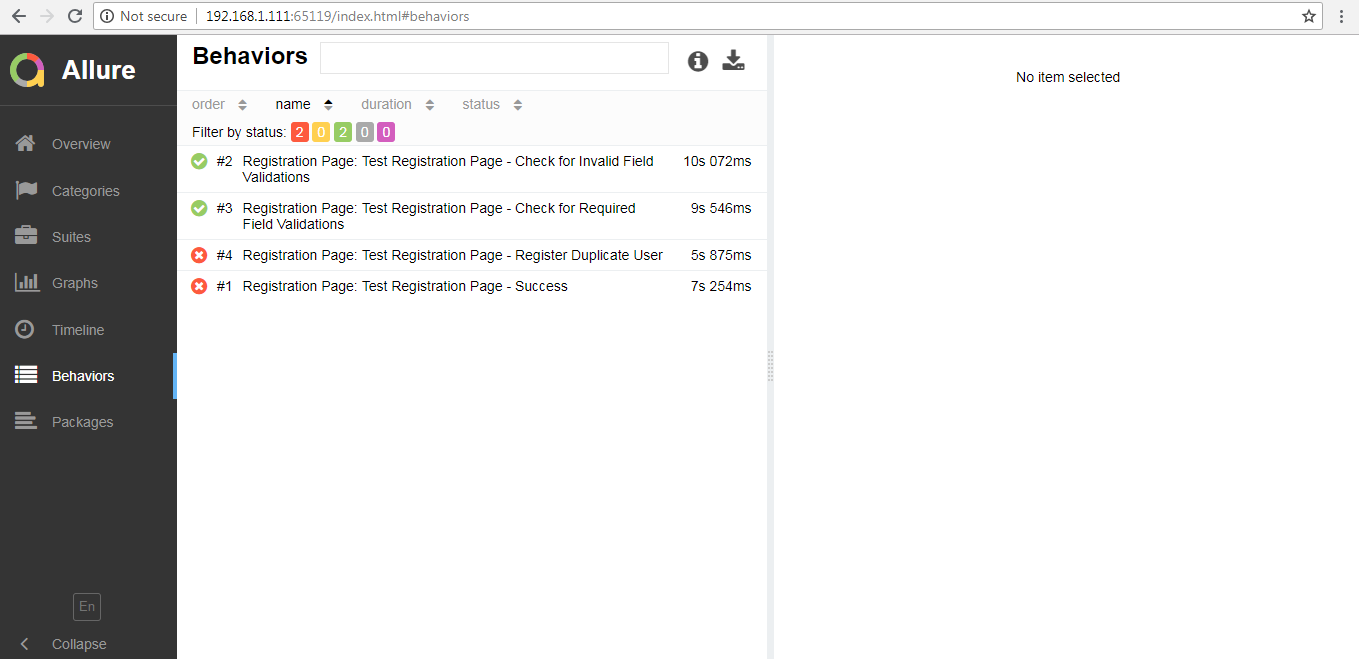 Not secure 192.168.1.111:65119/index.html#behaviors
Allure
Overview
Categories
Suites
Graphs
Timeline
Behaviors
Packages
En
Collapse
Behaviors
order name duration status
Filter by status: 2 0 2 0 0
#2 Registration Page: Test Registration Page - Check for Invalid Field 10s 072ms
Validations
#3 Registration Page: Test Registration Page - Check for Required 9s 546ms
Field Validations
#4 Registration Page: Test Registration Page - Register Duplicate User 5s 875ms
#1 Registration Page: Test Registration Page - Success 7s 254ms
No item selected